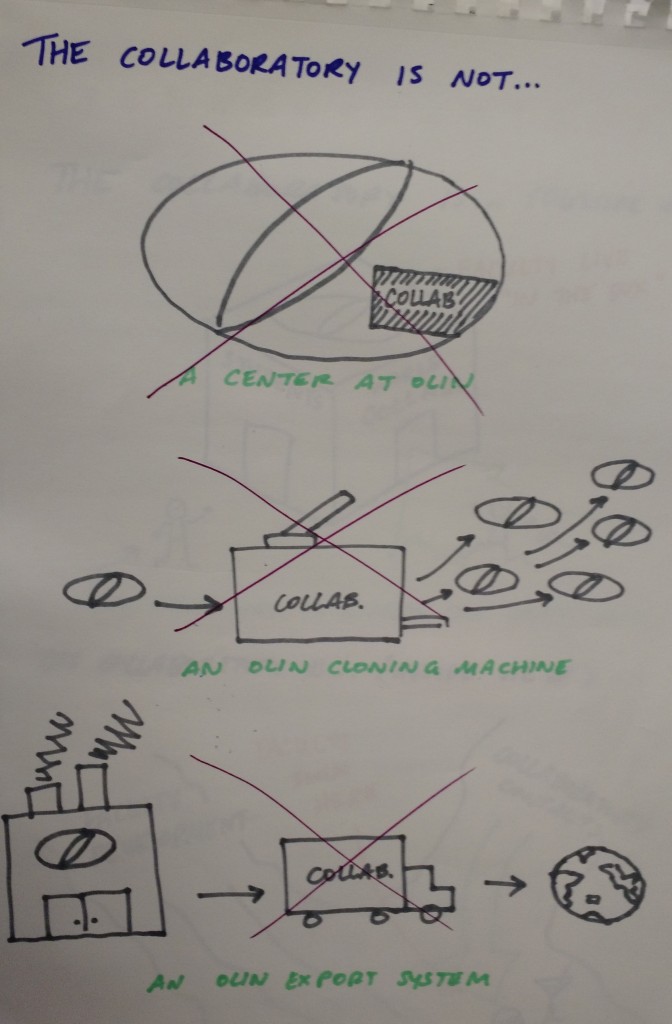 THE COLLABORATORY IS NOT...
COLLAB
A CENTER AT OLIN
COLLAB.
AN OLIN CLONING MACHINE
COLLAB.
AN OLIN EXPORT SYSTEM